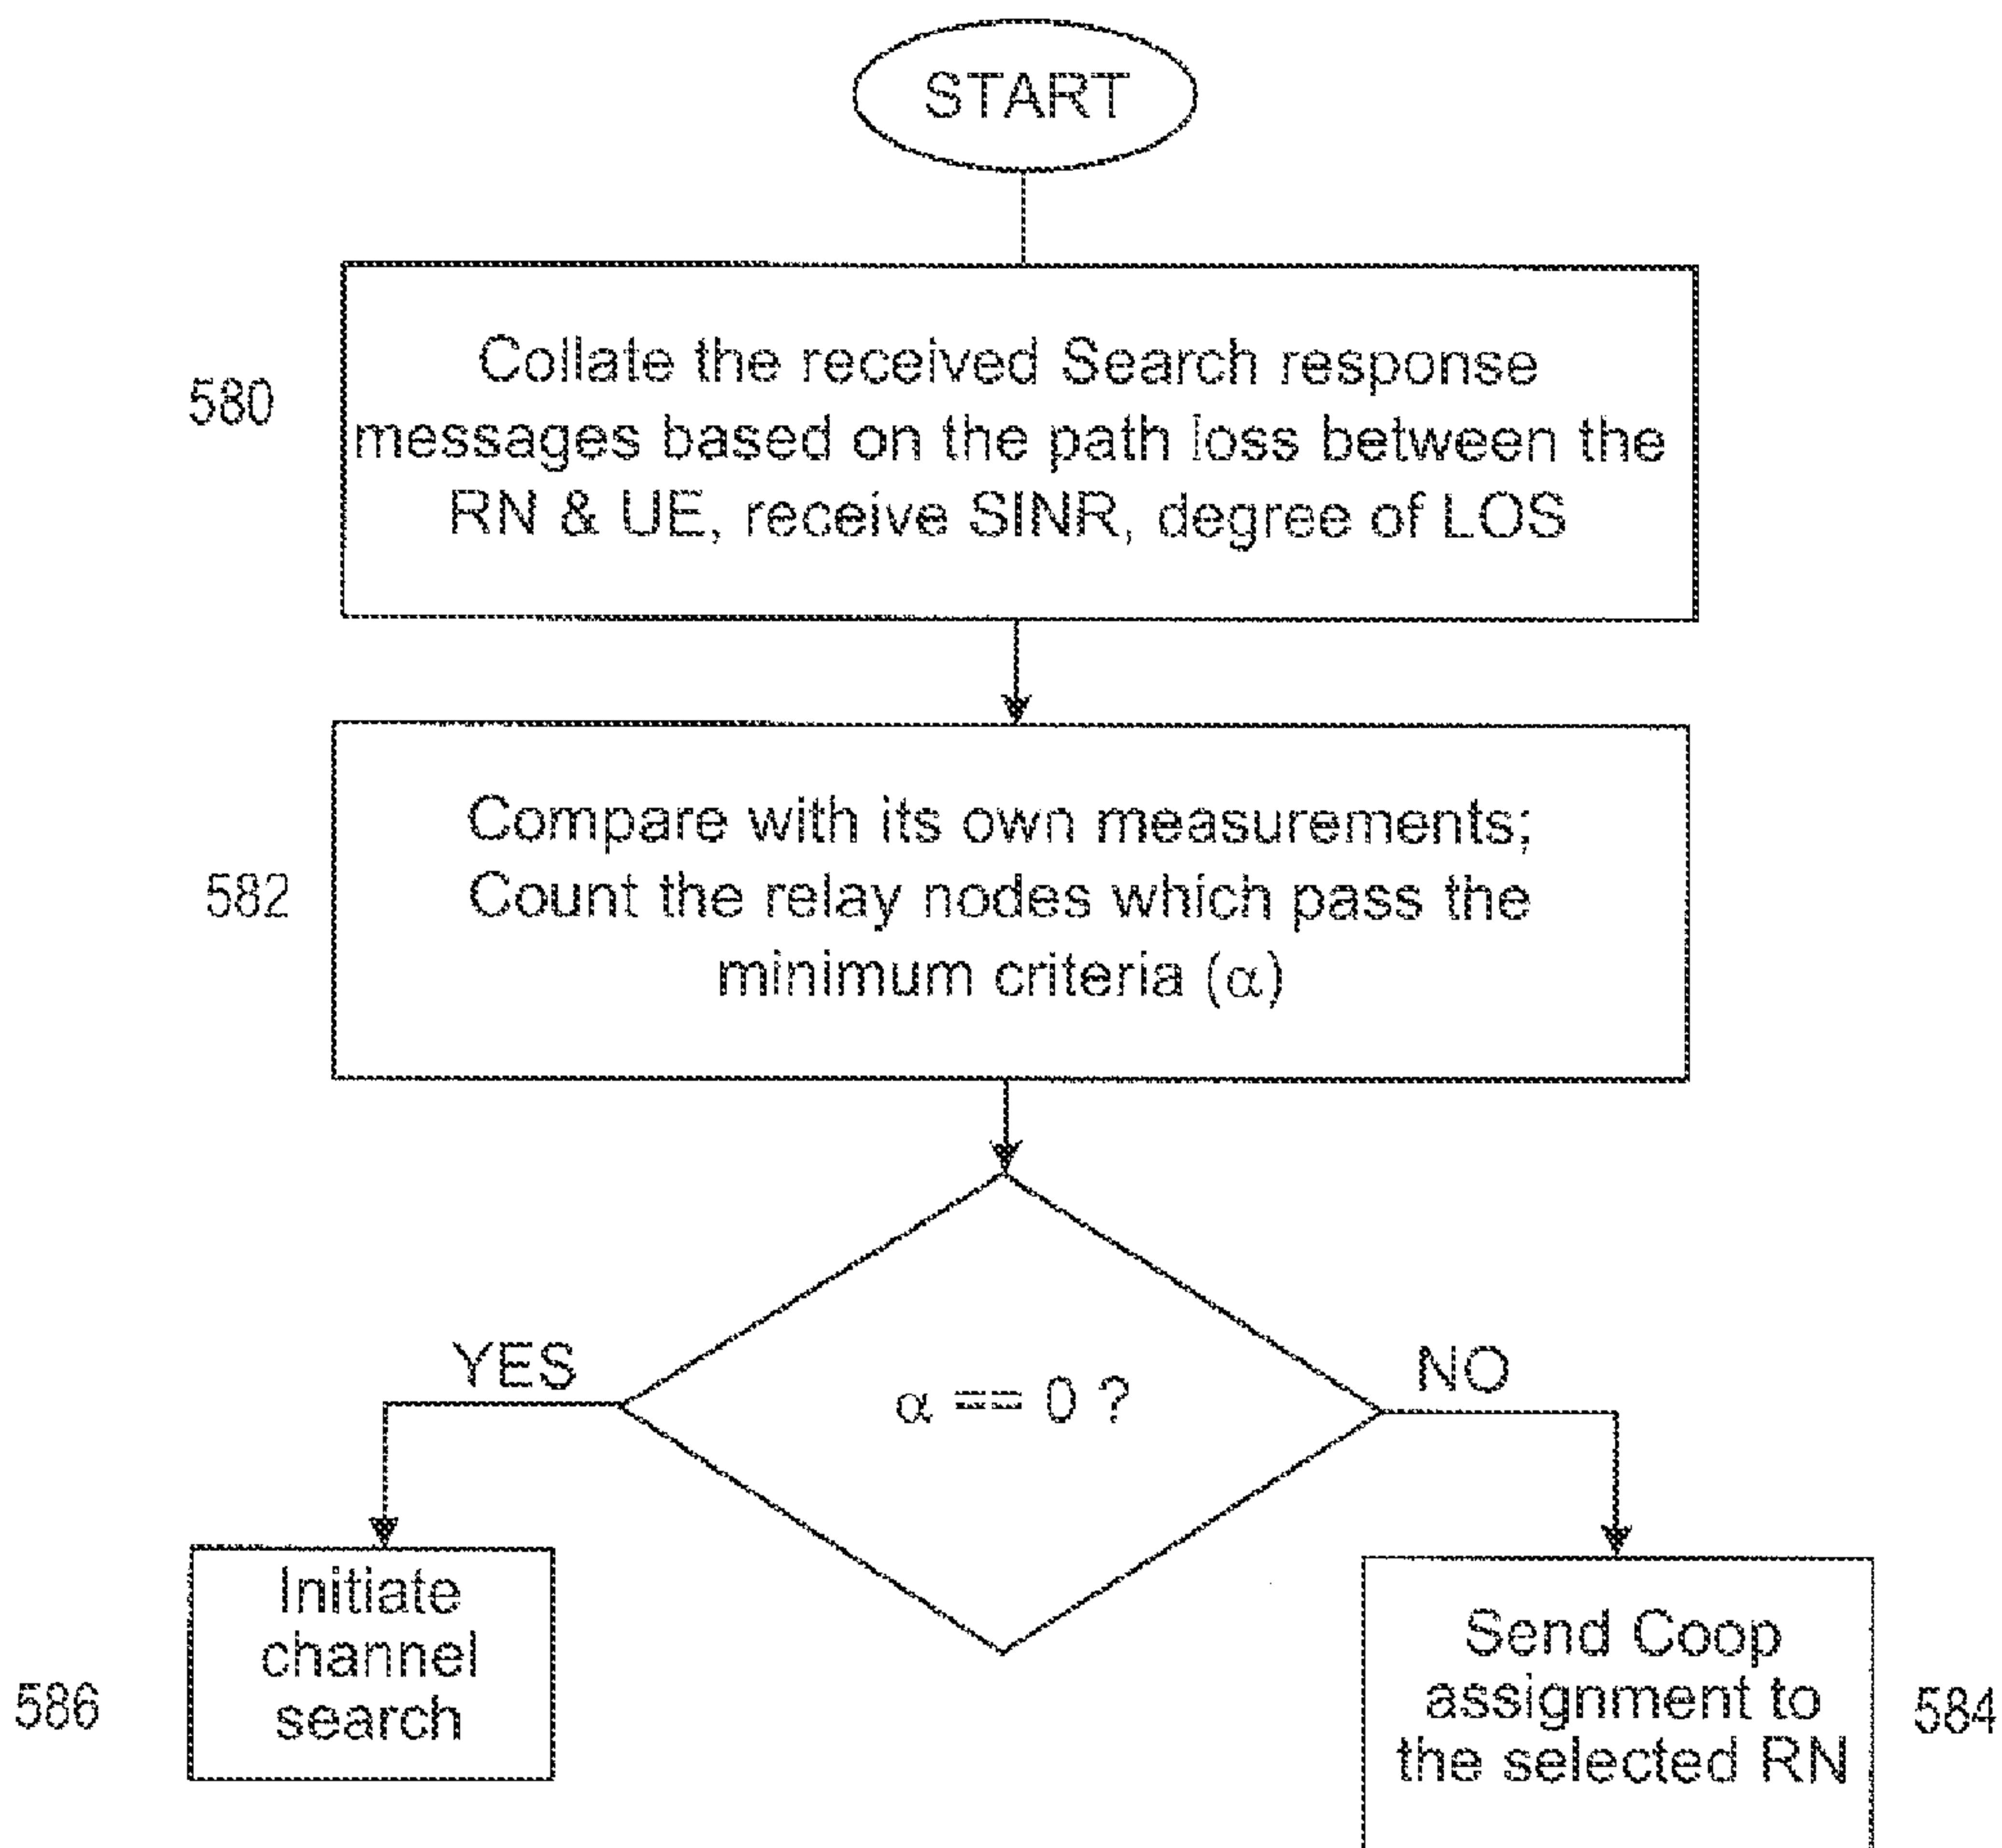 START
580
Collate the received Search response
messages based on the path loss between the
RN & UE, receive SINR, degree of LOS
582
Compare with its own measurements;
Count the relay nodes which pass the
minimum criteria (α)
YES
α == 0 ?
NO
586
Initiate
channel
search
Send Coop
assignment to
the selected RN
584